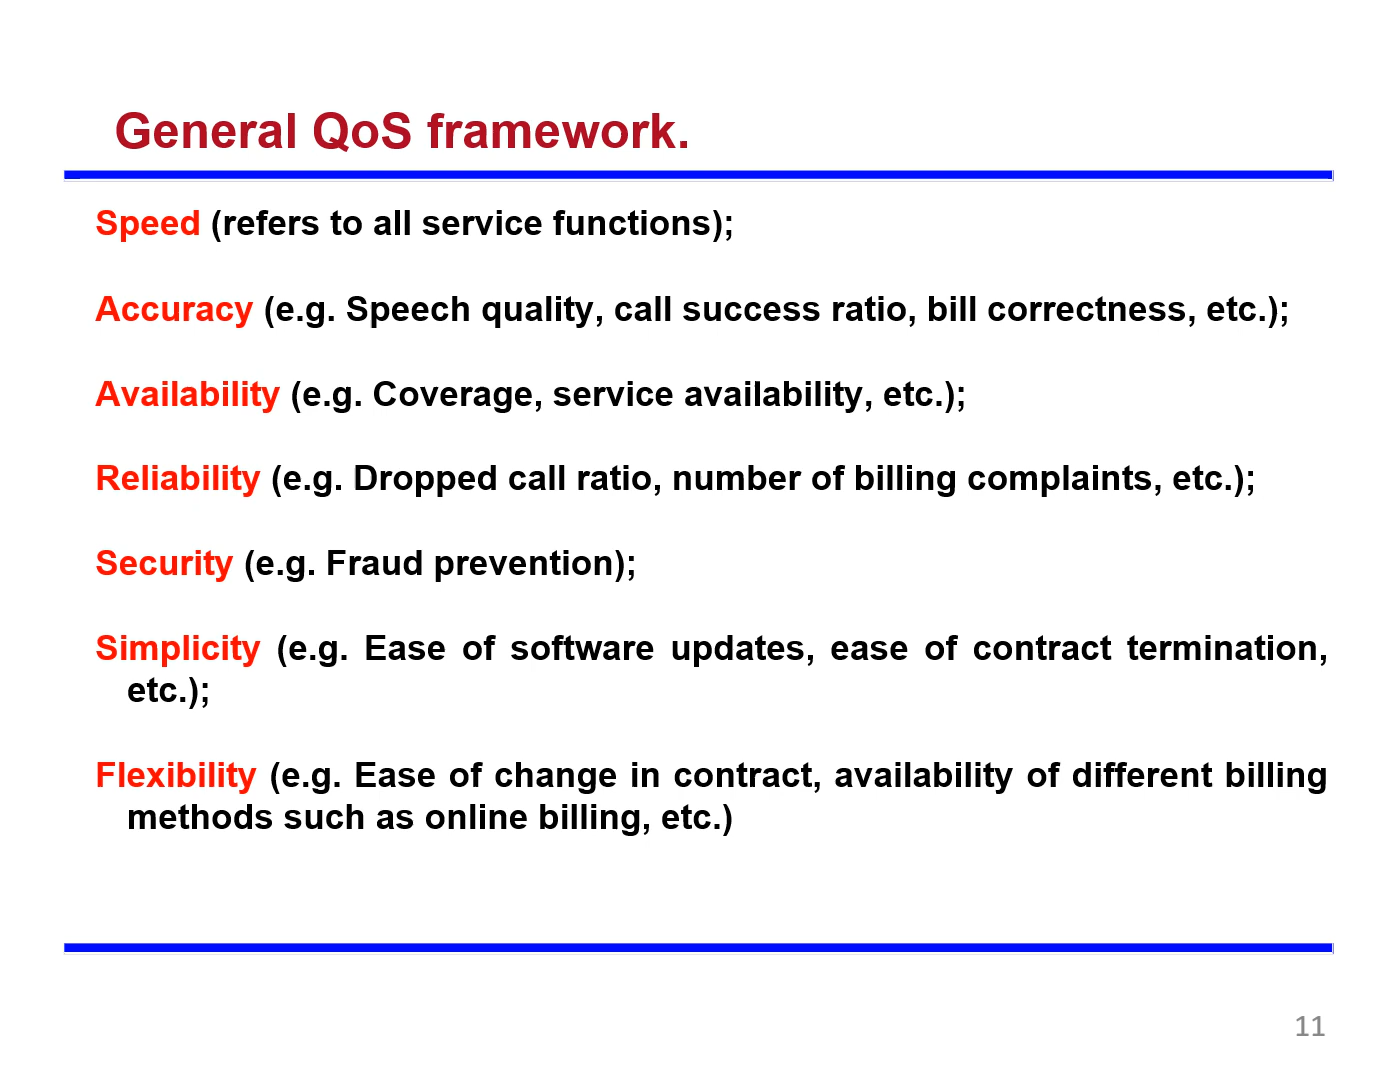 General QoS framework.
Speed (refers to all service functions);
Accuracy (e.g. Speech quality, call success ratio, bill correctness, etc.);
Availability (e.g. Coverage, service availability, etc.);
Reliability (e.g. Dropped call ratio, number of billing complaints, etc.);
Security (e.g. Fraud prevention);
Simplicity (e.g. Ease of software updates, ease of contract termination,
etc.);
Flexibility (e.g. Ease of change in contract, availability of different billing
methods such as online billing, etc.)
11